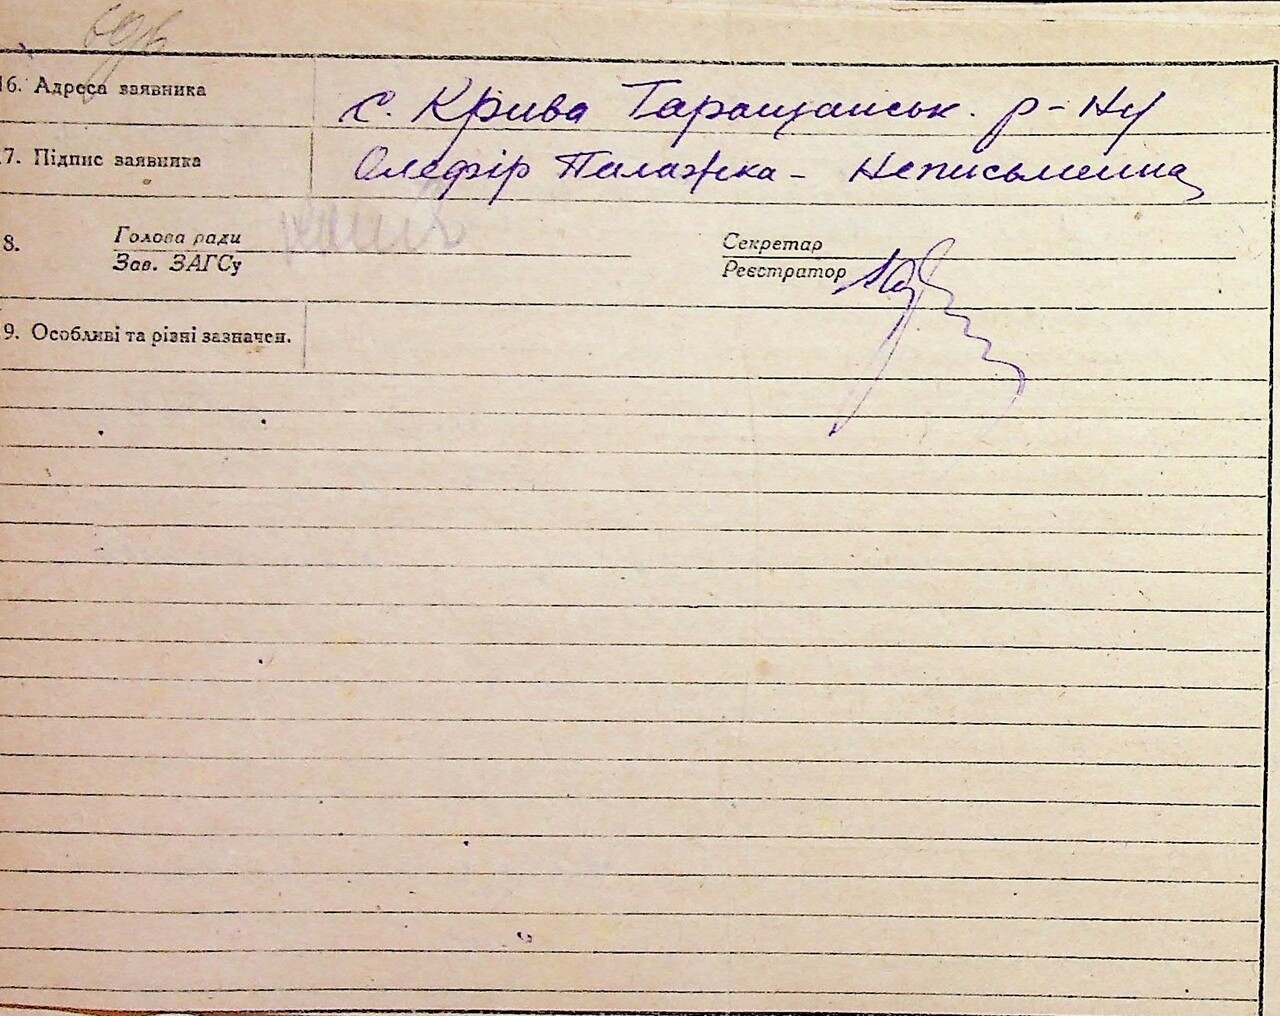 16. Адреса заявника с. Крива Таращанськ. р-ну
17. Підпис заявника Олефір Палажка - Неписьменна
8. Голова ради Секретар
Зав. ЗАГСу Реєстратор
9. Особливі та різні зазначен.